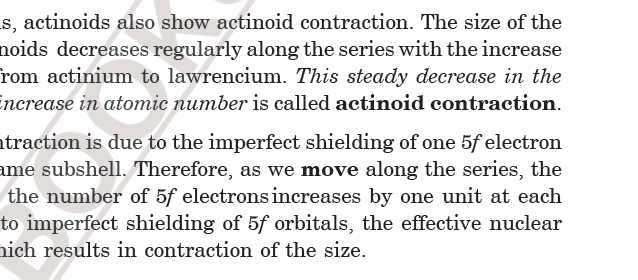 s, actinoids also show actinoid contraction. The size of the
noids decreases regularly along the series with the increase
from actinium to lawrencium. This steady decrease in the
increase in atomic number is called actinoid contraction.
ntraction is due to the imperfect shielding of one 5f electron
ame subshell. Therefore, as we move along the series, the
the number of 5f electrons increases by one unit at each
to imperfect shielding of 5f orbitals, the effective nuclear
hich results in contraction of the size.
BOOK